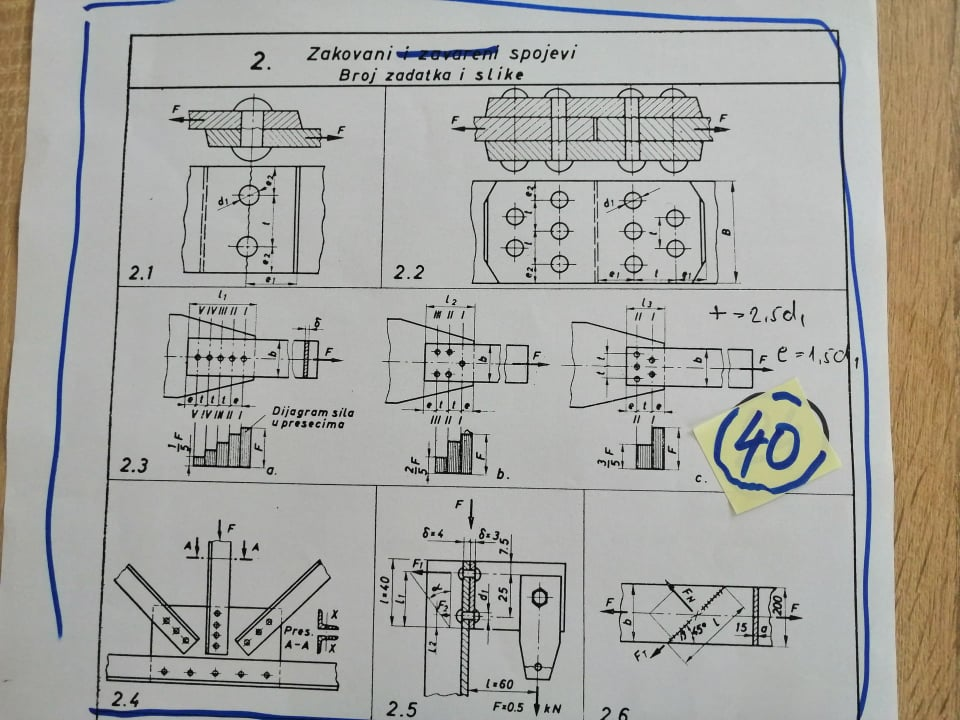 2.
Zakovani i zavareni spojevi
Broj zadatka i slike
F
F
d₁
e₂
l
e₂
e₁
2.1
F
F
e₂
t
e₂
d₁
t
B
e₁
t
e₁
2.2
l₁
V IV III II I
δ
b
F
e t t t e
V IV III II I
Dijagram sila
u presecima
1/5 F
F
a.
2.3
l₂
III II I
b
F
e t t e
III II I
2/5 F
F
b.
l₃
II I
t
t
b
F
e t e
II I
3/5 F
F
c.
t = 2,5d₁
e = 1,5d₁
40
F
A
A
Pres.
A-A
X
X
2.4
F
δ=4
δ=3
7.5
F₁
l=40
l₁
l₂
d₁
25
l=60
F=0.5 kN
2.5
F
b
F_N
F_T
45°
l
15
a
200
F
2.6